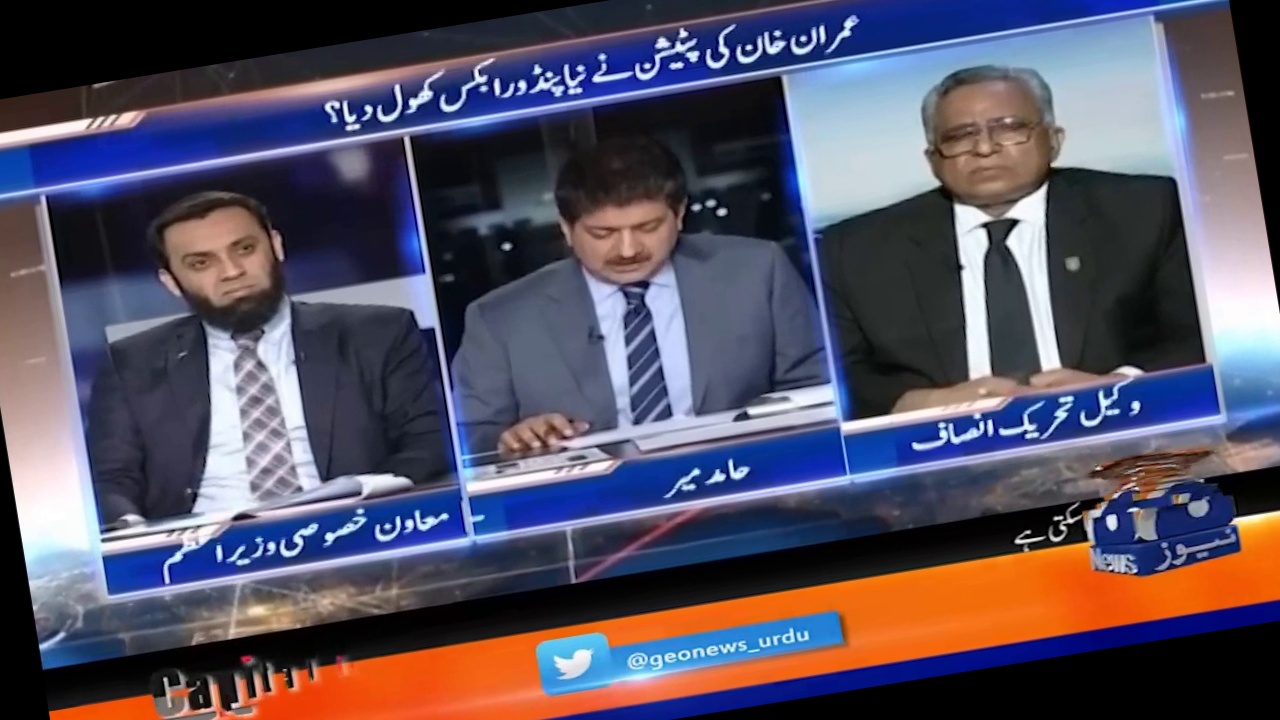 عمران خان کی پٹیشن نے نیا پنڈورا بکس کھول دیا؟
وکیل تحریک انصاف
حامد میر
معاون خصوصی وزیر اعظم
سکتی ہے
News نیوز
@geonews_urdu